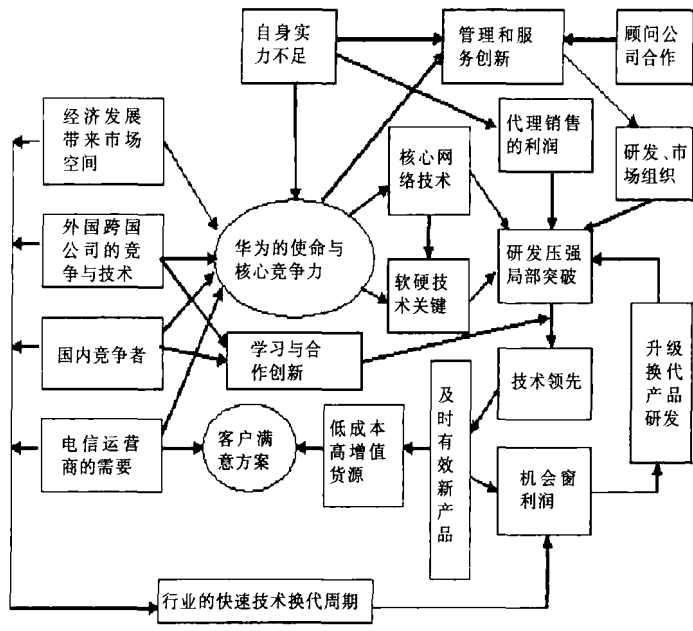 自身实
力不足
管理和服
务创新
顾问公
司合作
经济发展
带来市场
空间
代理销售
的利润
核心网
络技术
研发、市
场组织
外国跨国
公司的竞
争与技术
华为的使命与
核心竞争力
研发压强
局部突破
软硬技
术关键
国内竞争者
学习与合
作创新
技术领先
升级
换代
产品
研发
电信运营
商的需要
客户满
意方案
低成本
高增值
货源
及
时
有
效
新
产
品
机会窗
利润
行业的快速技术换代周期